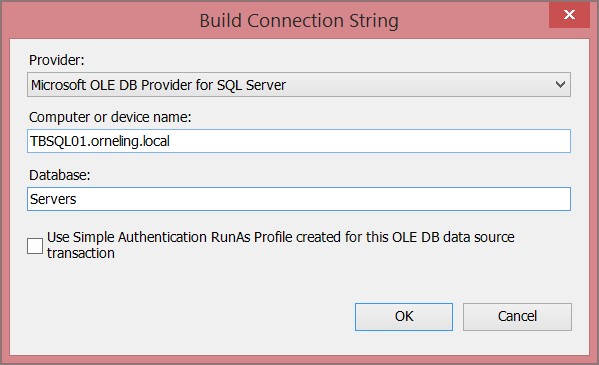 Build Connection String
Provider:
Microsoft OLE DB Provider for SQL Server
Computer or device name:
TBSQL01.orneling.local
Database:
Servers
Use Simple Authentication RunAs Profile created for this OLE DB data source
transaction
OK
Cancel